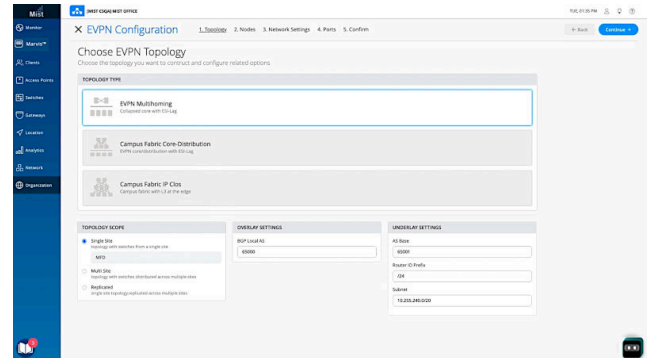 Mist
[MIST CSQA] MIST OFFICE
TUE, 01:35 PM
Monitor
Marvis™
Clients
Access Points
Switches
Gateways
Location
Analytics
Network
Organization
EVPN Configuration
1. Topology 2. Nodes 3. Network Settings 4. Ports 5. Confirm
Back
Continue
Choose EVPN Topology
Choose the topology you want to construct and configure related options
TOPOLOGY TYPE
EVPN Multihoming
Collapsed core with ESI-Lag
Campus Fabric Core-Distribution
EVPN core/distribution with ESI-Lag
Campus Fabric IP Clos
Campus fabric with L3 at the edge
TOPOLOGY SCOPE
Single Site
topology with switches from a single site
Multi Site
topology with switches distributed across multiple sites
Replicated
single site topology replicated across multiple sites
OVERLAY SETTINGS
BGP Local AS
65000
UNDERLAY SETTINGS
AS Base
65001
Router ID Prefix
/24
Subnet
10.255.240.0/20